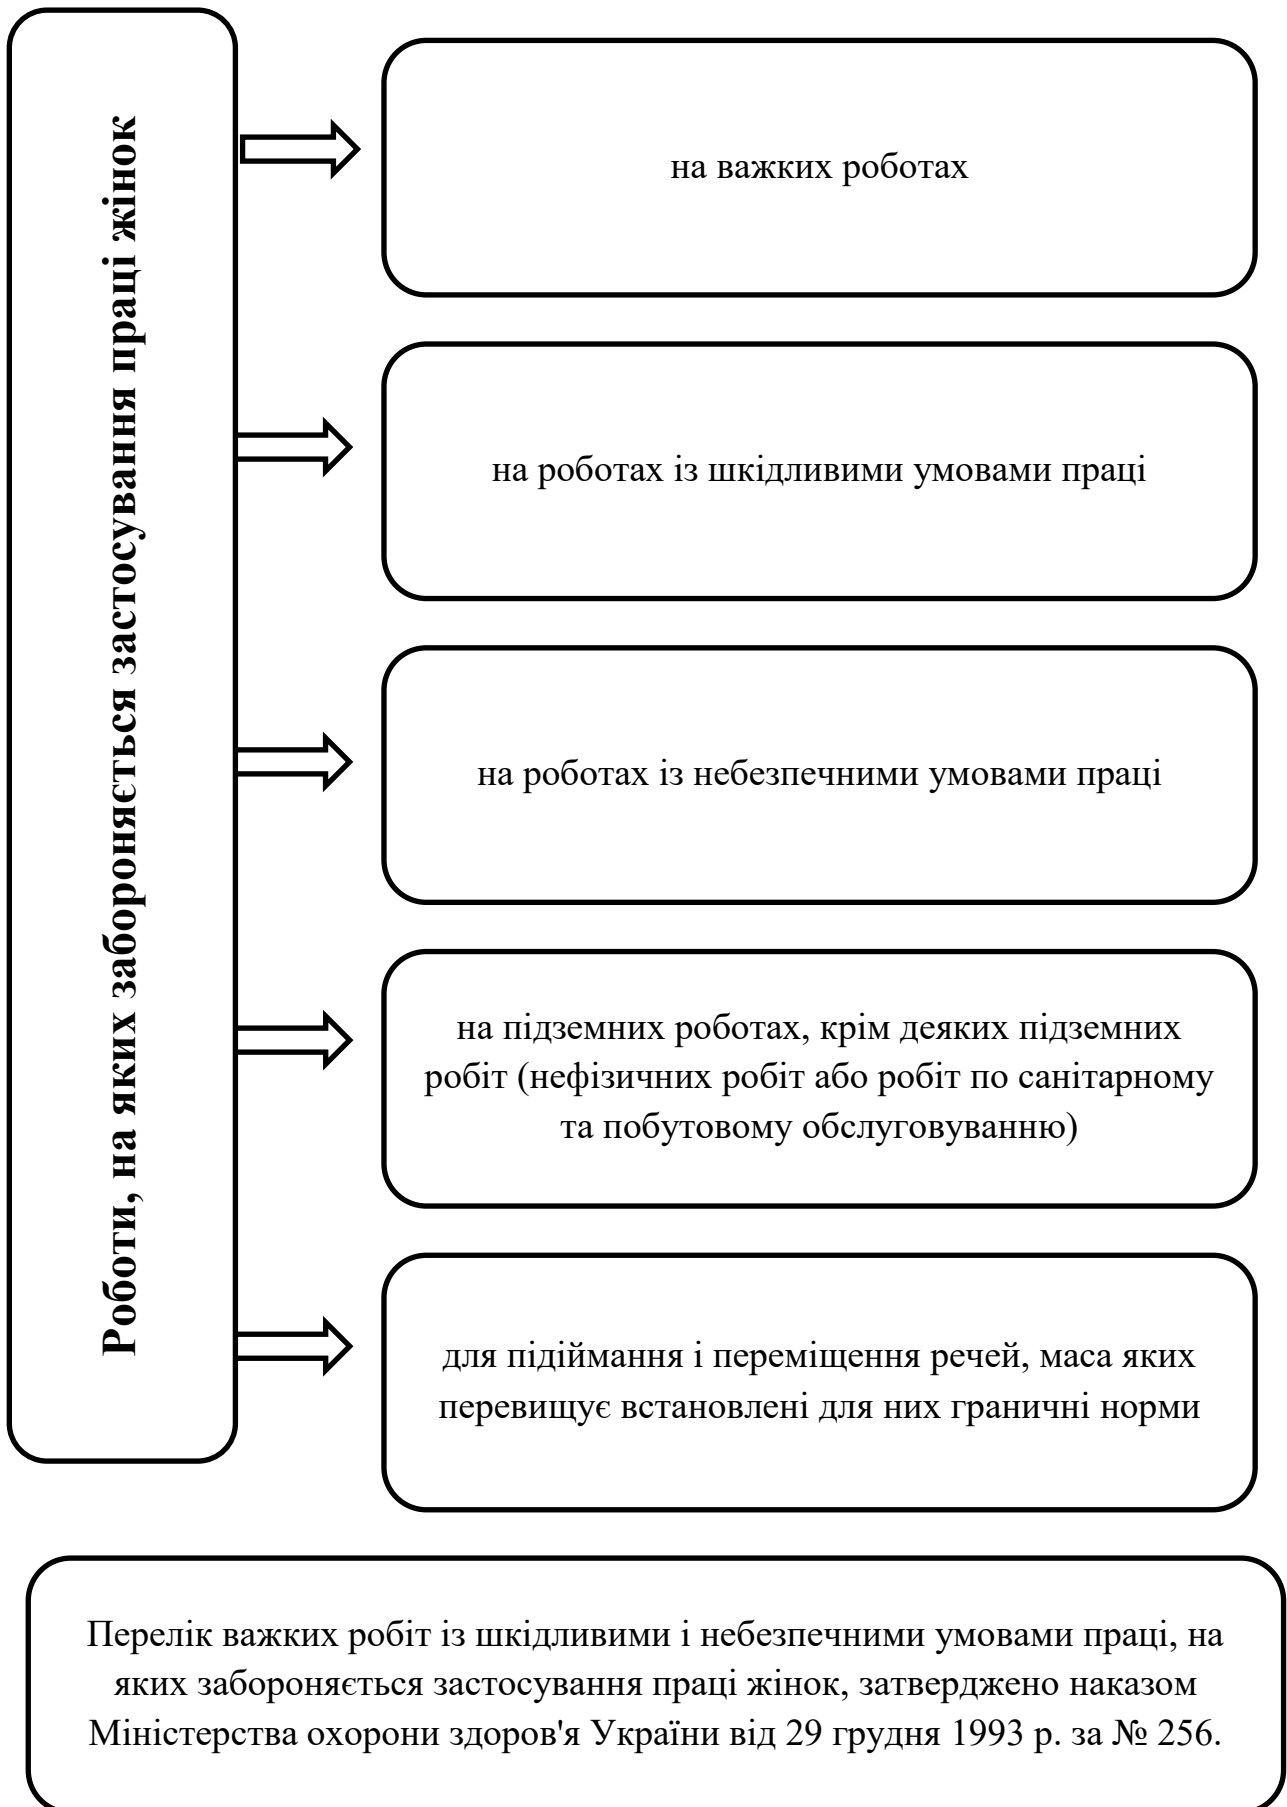 Роботи, на яких забороняється застосування праці жінок
на важких роботах
на роботах із шкідливими умовами праці
на роботах із небезпечними умовами праці
на підземних роботах, крім деяких підземних
робіт (нефізичних робіт або робіт по санітарному
та побутовому обслуговуванню)
для підіймання і переміщення речей, маса яких
перевищує встановлені для них граничні норми
Перелік важких робіт із шкідливими і небезпечними умовами праці, на
яких забороняється застосування праці жінок, затверджено наказом
Міністерства охорони здоров'я України від 29 грудня 1993 р. за № 256.